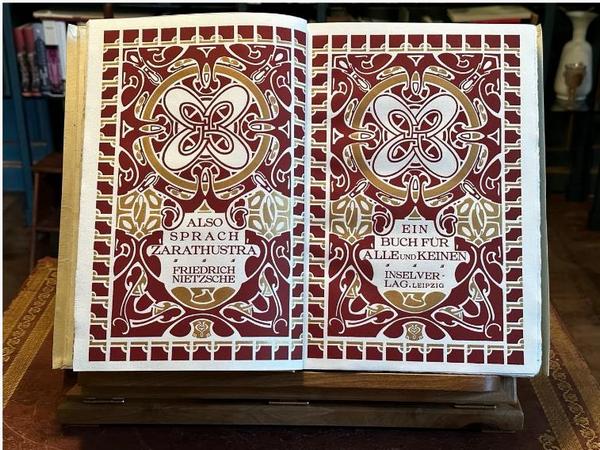 ALSO
SPRACH
ZARATHUSTRA
FRIEDRICH
NIETZSCHE
EIN
BUCH FÜR
ALLE UND KEINEN
INSELVER-
LAG. LEIPZIG